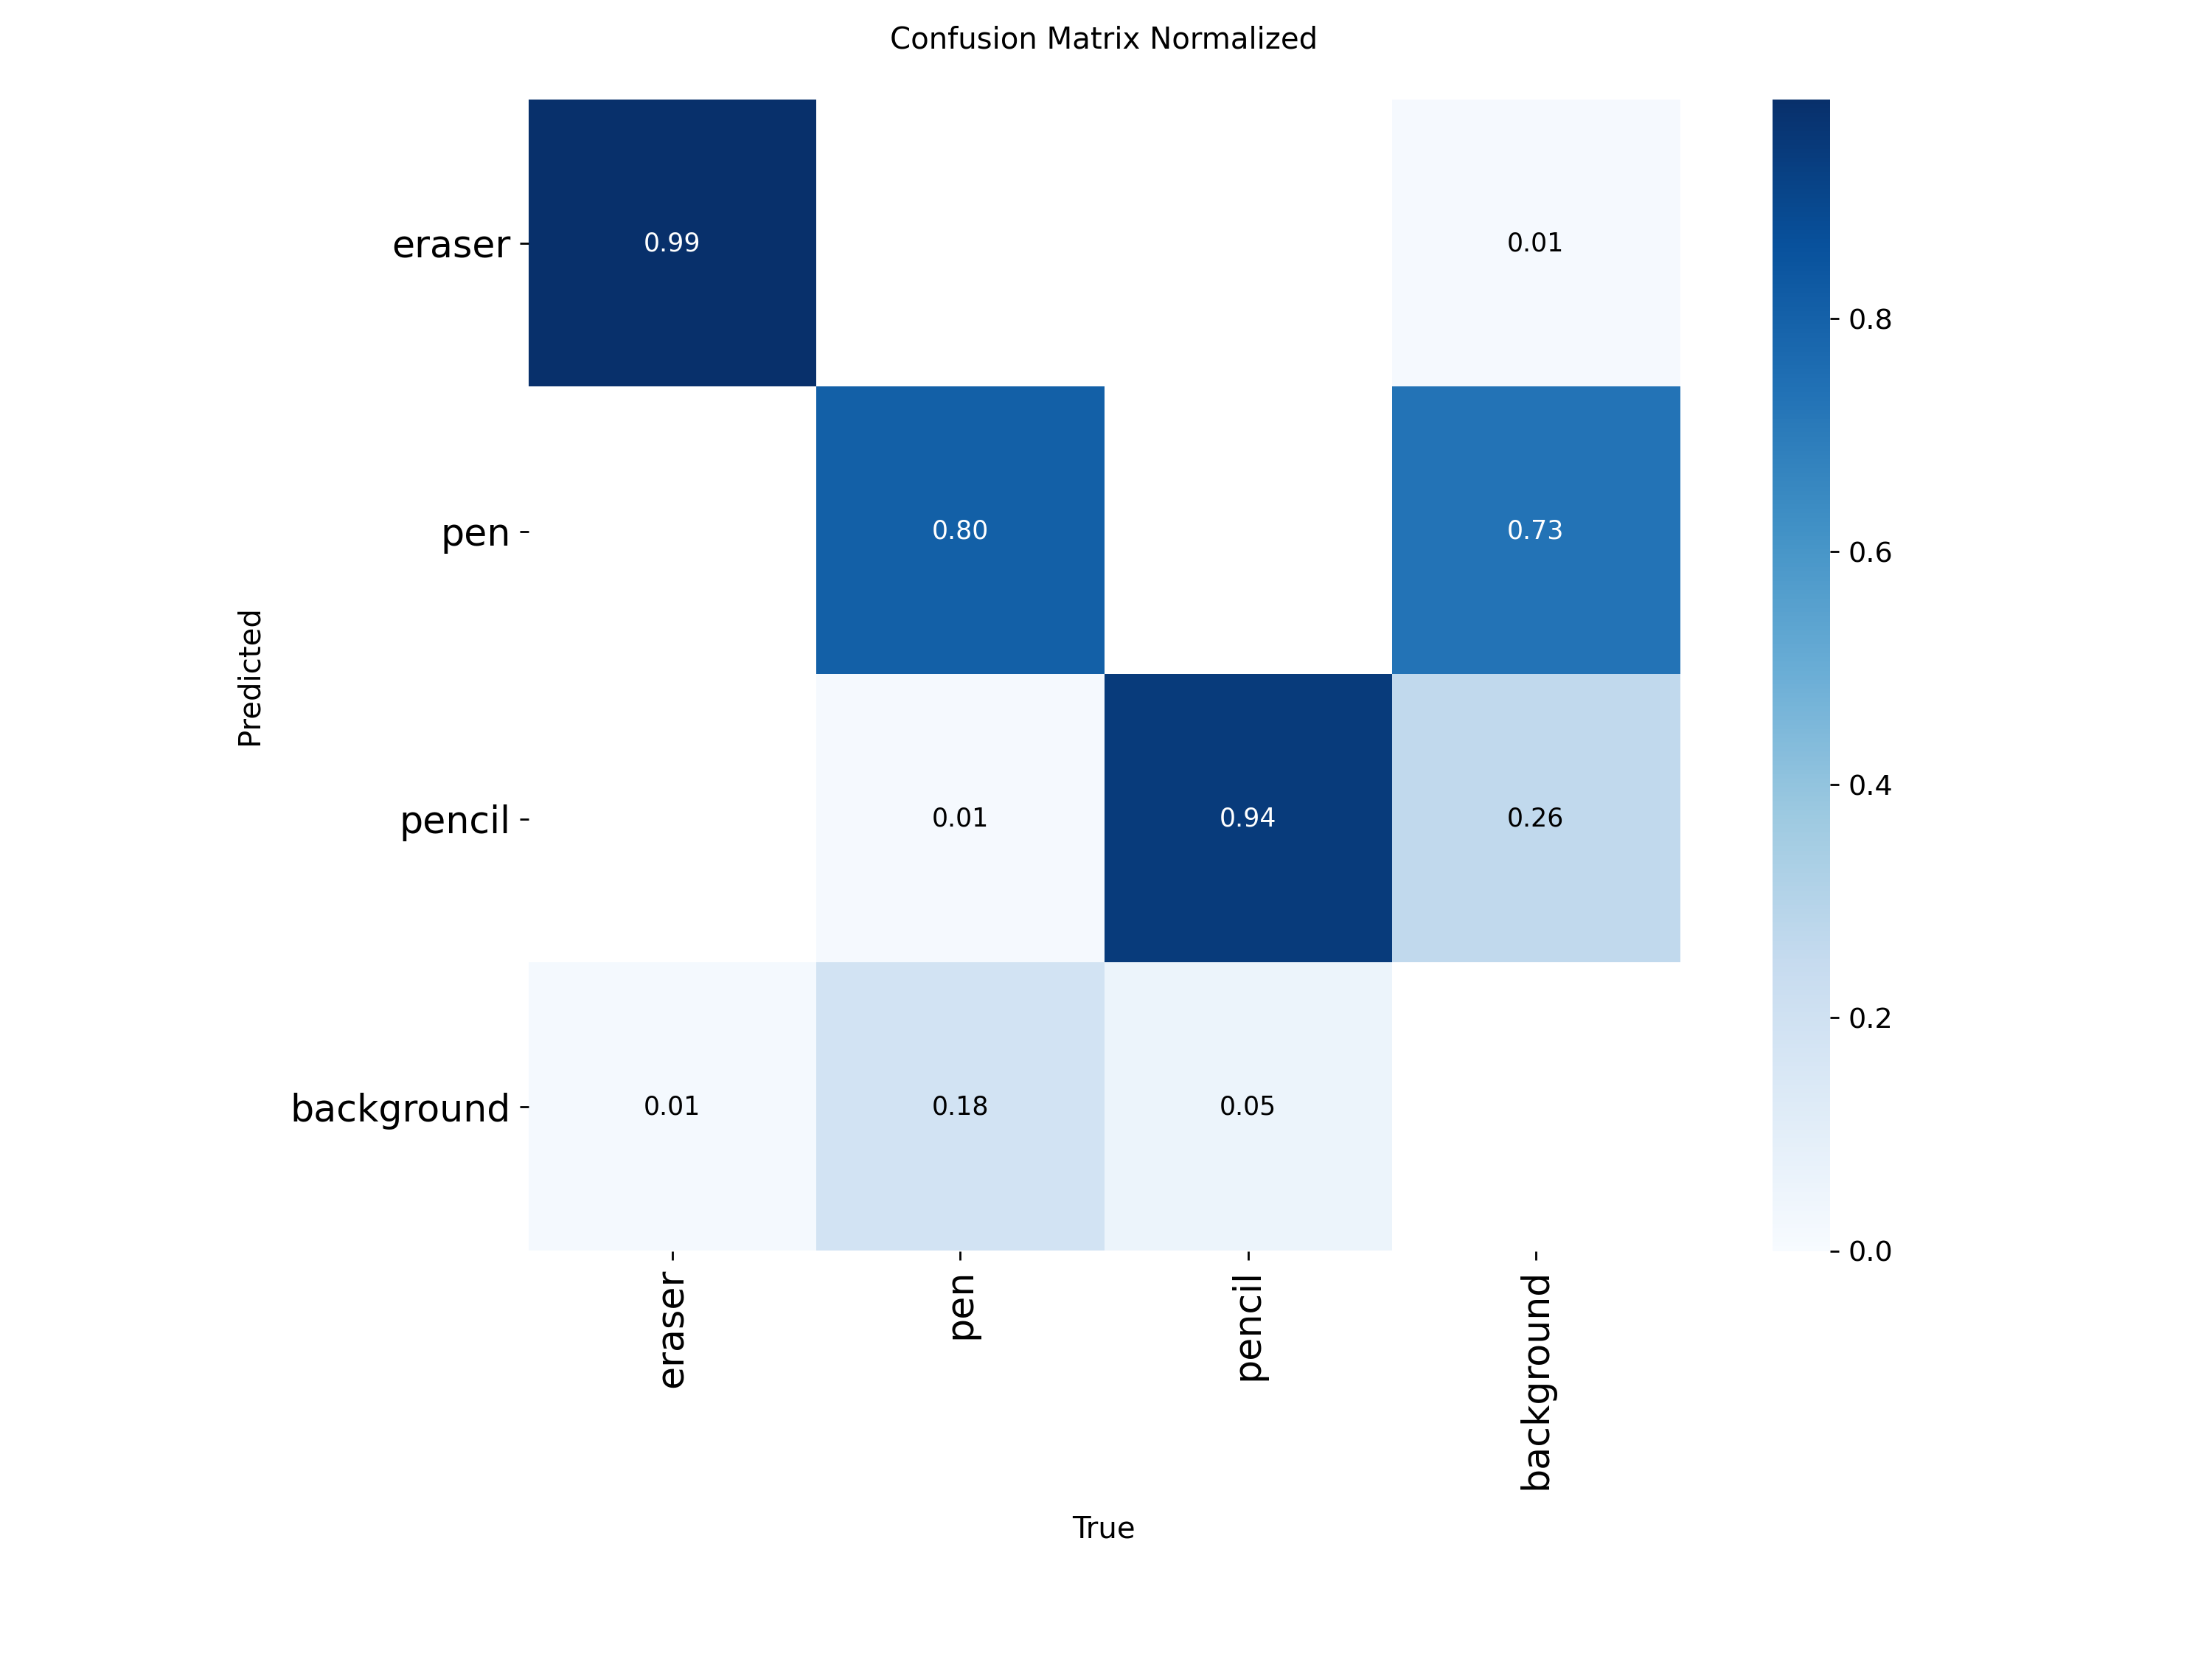 Confusion Matrix Normalized
eraser
0.99
0.01
pen
0.80
0.73
pencil
0.01
0.94
0.26
background
0.01
0.18
0.05
eraser
pen
pencil
background
Predicted
True
0.8
0.6
0.4
0.2
0.0